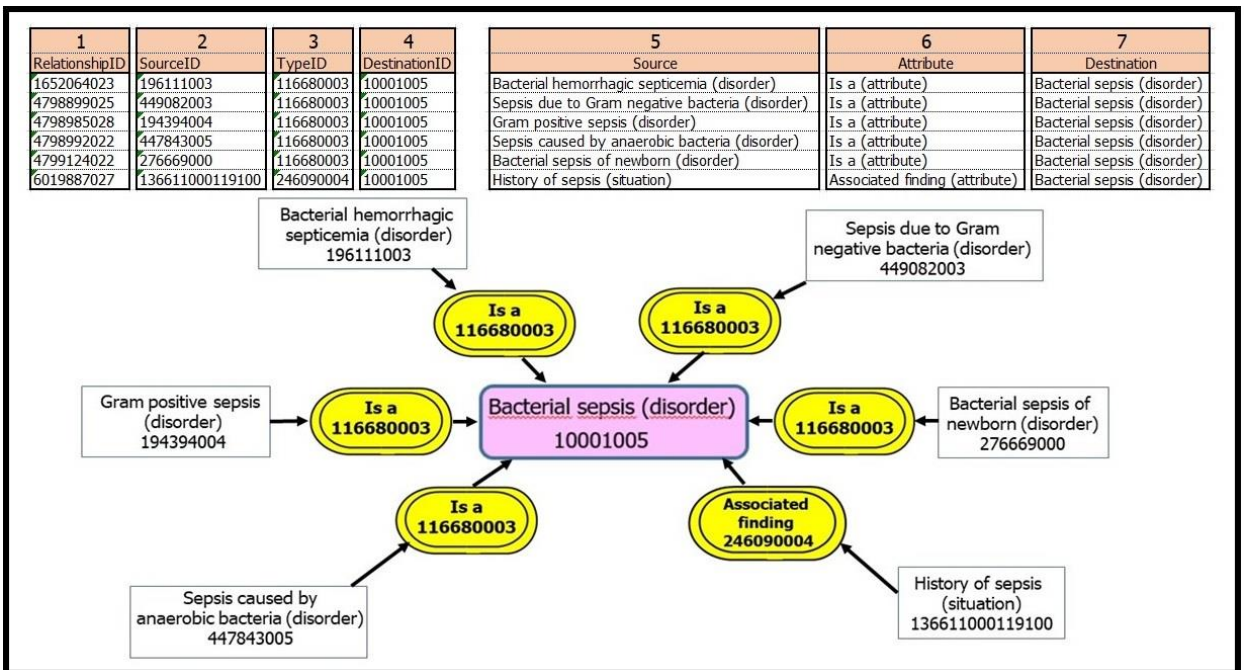 1 2 3 4 5 6 7
RelationshipID SourceID TypeID DestinationID Source Attribute Destination
1652064023 196111003 116680003 10001005 Bacterial hemorrhagic septicemia (disorder) Is a (attribute) Bacterial sepsis (disorder)
4798899025 449082003 116680003 10001005 Sepsis due to Gram negative bacteria (disorder) Is a (attribute) Bacterial sepsis (disorder)
4798985028 194394004 116680003 10001005 Gram positive sepsis (disorder) Is a (attribute) Bacterial sepsis (disorder)
4798992022 447843005 116680003 10001005 Sepsis caused by anaerobic bacteria (disorder) Is a (attribute) Bacterial sepsis (disorder)
4799124022 276669000 116680003 10001005 Bacterial sepsis of newborn (disorder) Is a (attribute) Bacterial sepsis (disorder)
6019887027 136611000119100 246090004 10001005 History of sepsis (situation) Associated finding (attribute) Bacterial sepsis (disorder)
Bacterial hemorrhagic
septicemia (disorder)
196111003
Sepsis due to Gram
negative bacteria (disorder)
449082003
Is a
116680003
Is a
116680003
Gram positive sepsis
(disorder)
194394004
Is a
116680003
Bacterial sepsis (disorder)
10001005
Is a
116680003
Bacterial sepsis of
newborn (disorder)
276669000
Is a
116680003
Associated
finding
246090004
Sepsis caused by
anaerobic bacteria (disorder)
447843005
History of sepsis
(situation)
136611000119100